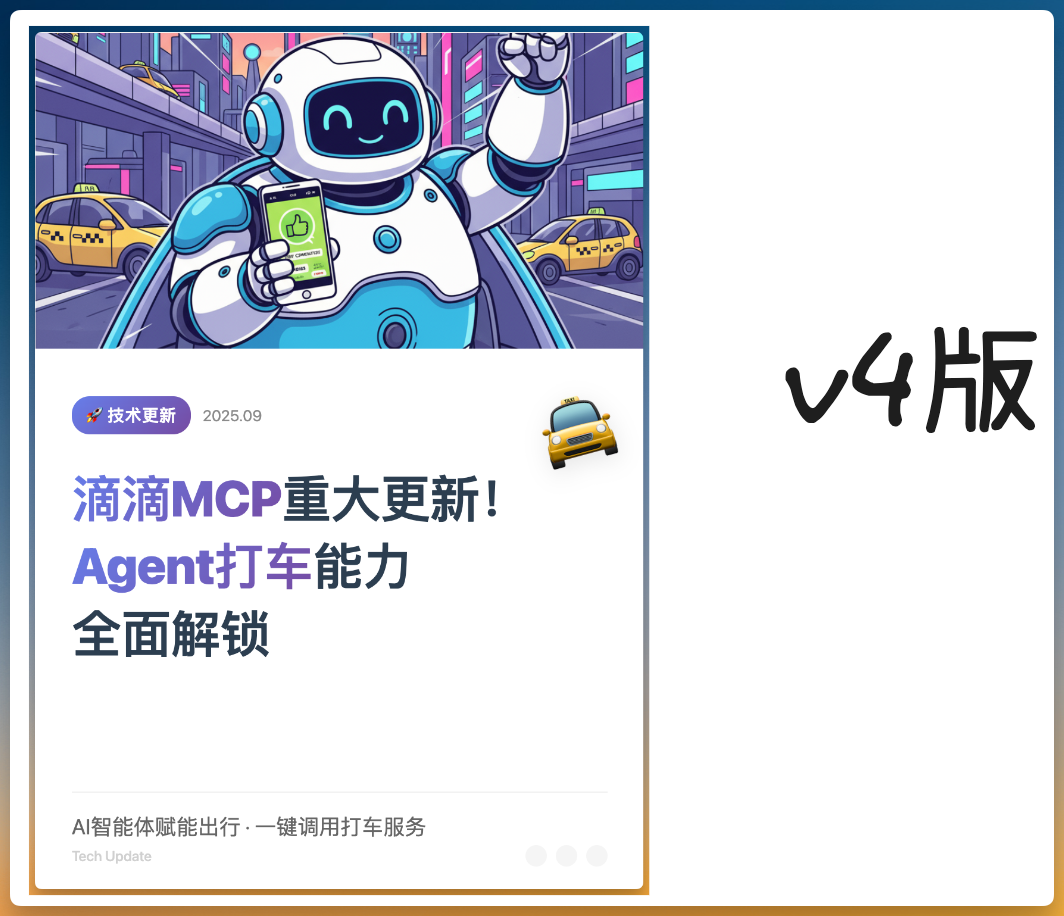 TAXI
🚀 技术更新
2025.09
TAXI
滴滴MCP重大更新！
Agent打车能力
全面解锁
AI智能体赋能出行 · 一键调用打车服务
Tech Update
v4版